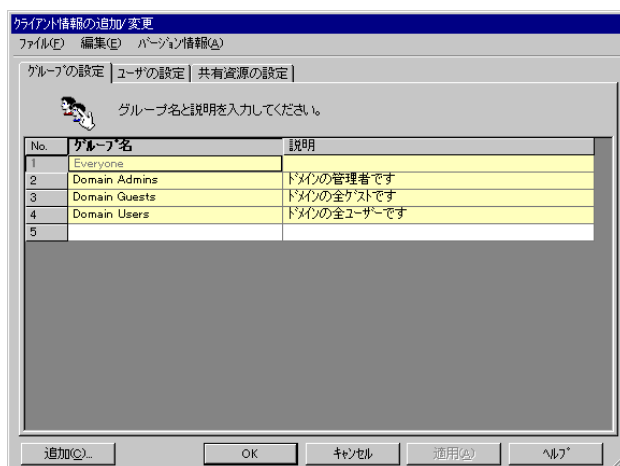 クライアント情報の追加/変更
ファイル(F) 編集(E) バージョン情報(A)
グループの設定 ユーザの設定 共有資源の設定
グループ名と説明を入力してください。
No. グループ名 説明
1 Everyone
2 Domain Admins ドメインの管理者です
3 Domain Guests ドメインの全ゲストです
4 Domain Users ドメインの全ユーザーです
5
追加(C)... OK キャンセル 適用(A) ヘルプ